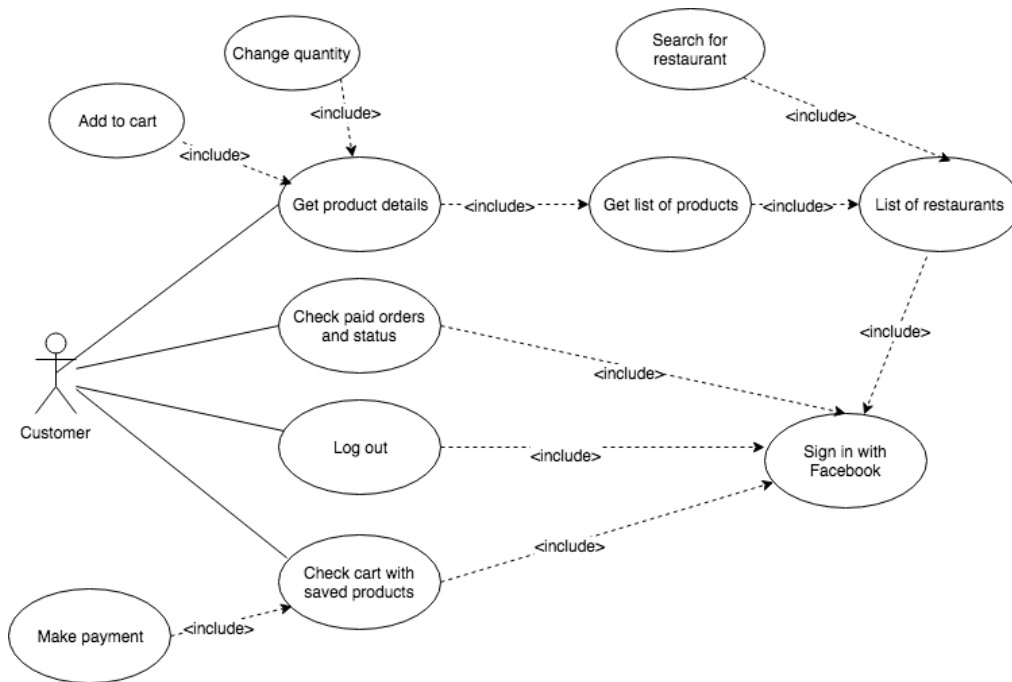 Change quantity
Search for
restaurant
<include>
<include>
Add to cart
<include>
Get product details
<include>
Get list of products
<include>
List of restaurants
Check paid orders
and status
<include>
<include>
Customer
Log out
<include>
Sign in with
Facebook
<include>
Check cart with
saved products
<include>
Make payment